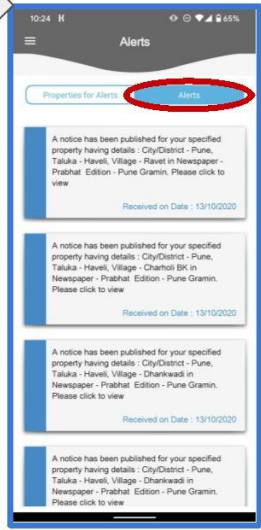 10:24 65%
Alerts
Properties for Alerts Alerts
A notice has been published for your specified
property having details : City/District - Pune,
Taluka - Haveli, Village - Ravet in Newspaper -
Prabhat Edition - Pune Gramin. Please click to
view
Received on Date : 13/10/2020
A notice has been published for your specified
property having details : City/District - Pune,
Taluka - Haveli, Village - Charholi BK in
Newspaper - Prabhat Edition - Pune Gramin.
Please click to view
Received on Date : 13/10/2020
A notice has been published for your specified
property having details : City/District - Pune,
Taluka - Haveli, Village - Dhankwadi in
Newspaper - Prabhat Edition - Pune Gramin.
Please click to view
Received on Date : 13/10/2020
A notice has been published for your specified
property having details : City/District - Pune,
Taluka - Haveli, Village - Dhankwadi in
Newspaper - Prabhat Edition - Pune Gramin.
Please click to view